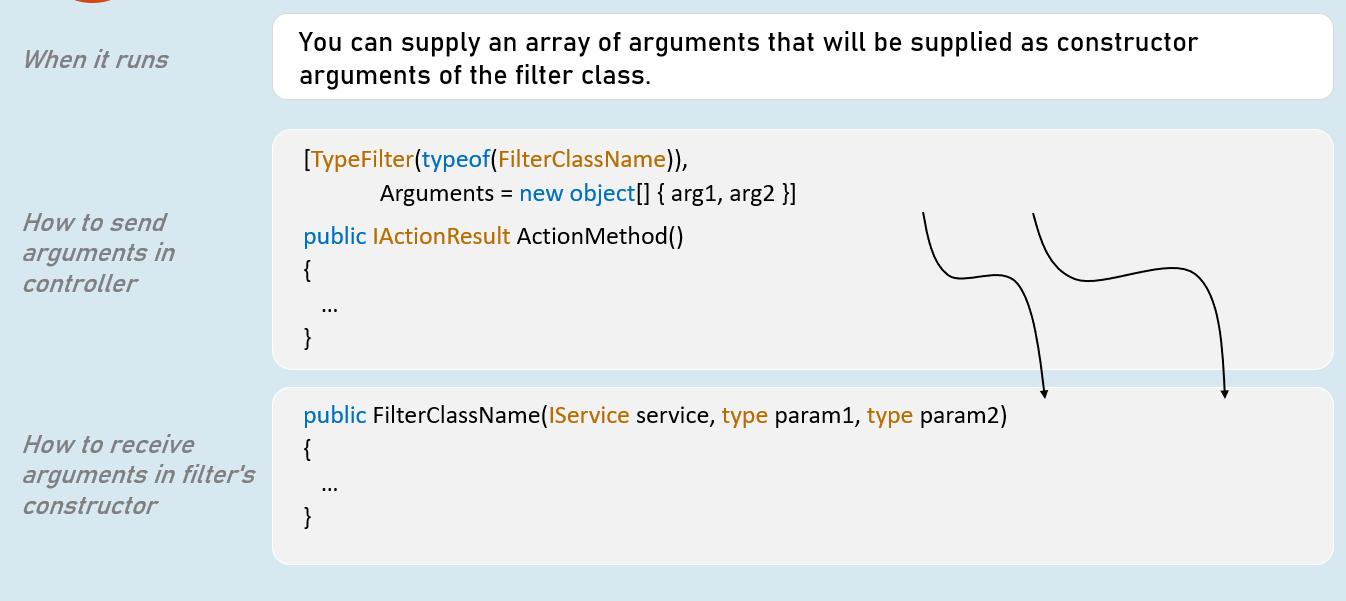 When it runs
You can supply an array of arguments that will be supplied as constructor
arguments of the filter class.
How to send
arguments in
controller
[TypeFilter(typeof(FilterClassName)),
Arguments = new object[] { arg1, arg2 }]
public IActionResult ActionMethod()
{
...
}
How to receive
arguments in filter's
constructor
public FilterClassName(IService service, type param1, type param2)
{
...
}